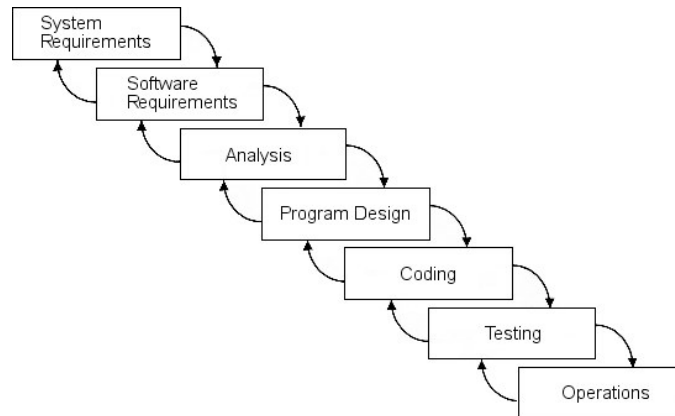 System
Requirements
Software
Requirements
Analysis
Program Design
Coding
Testing
Operations